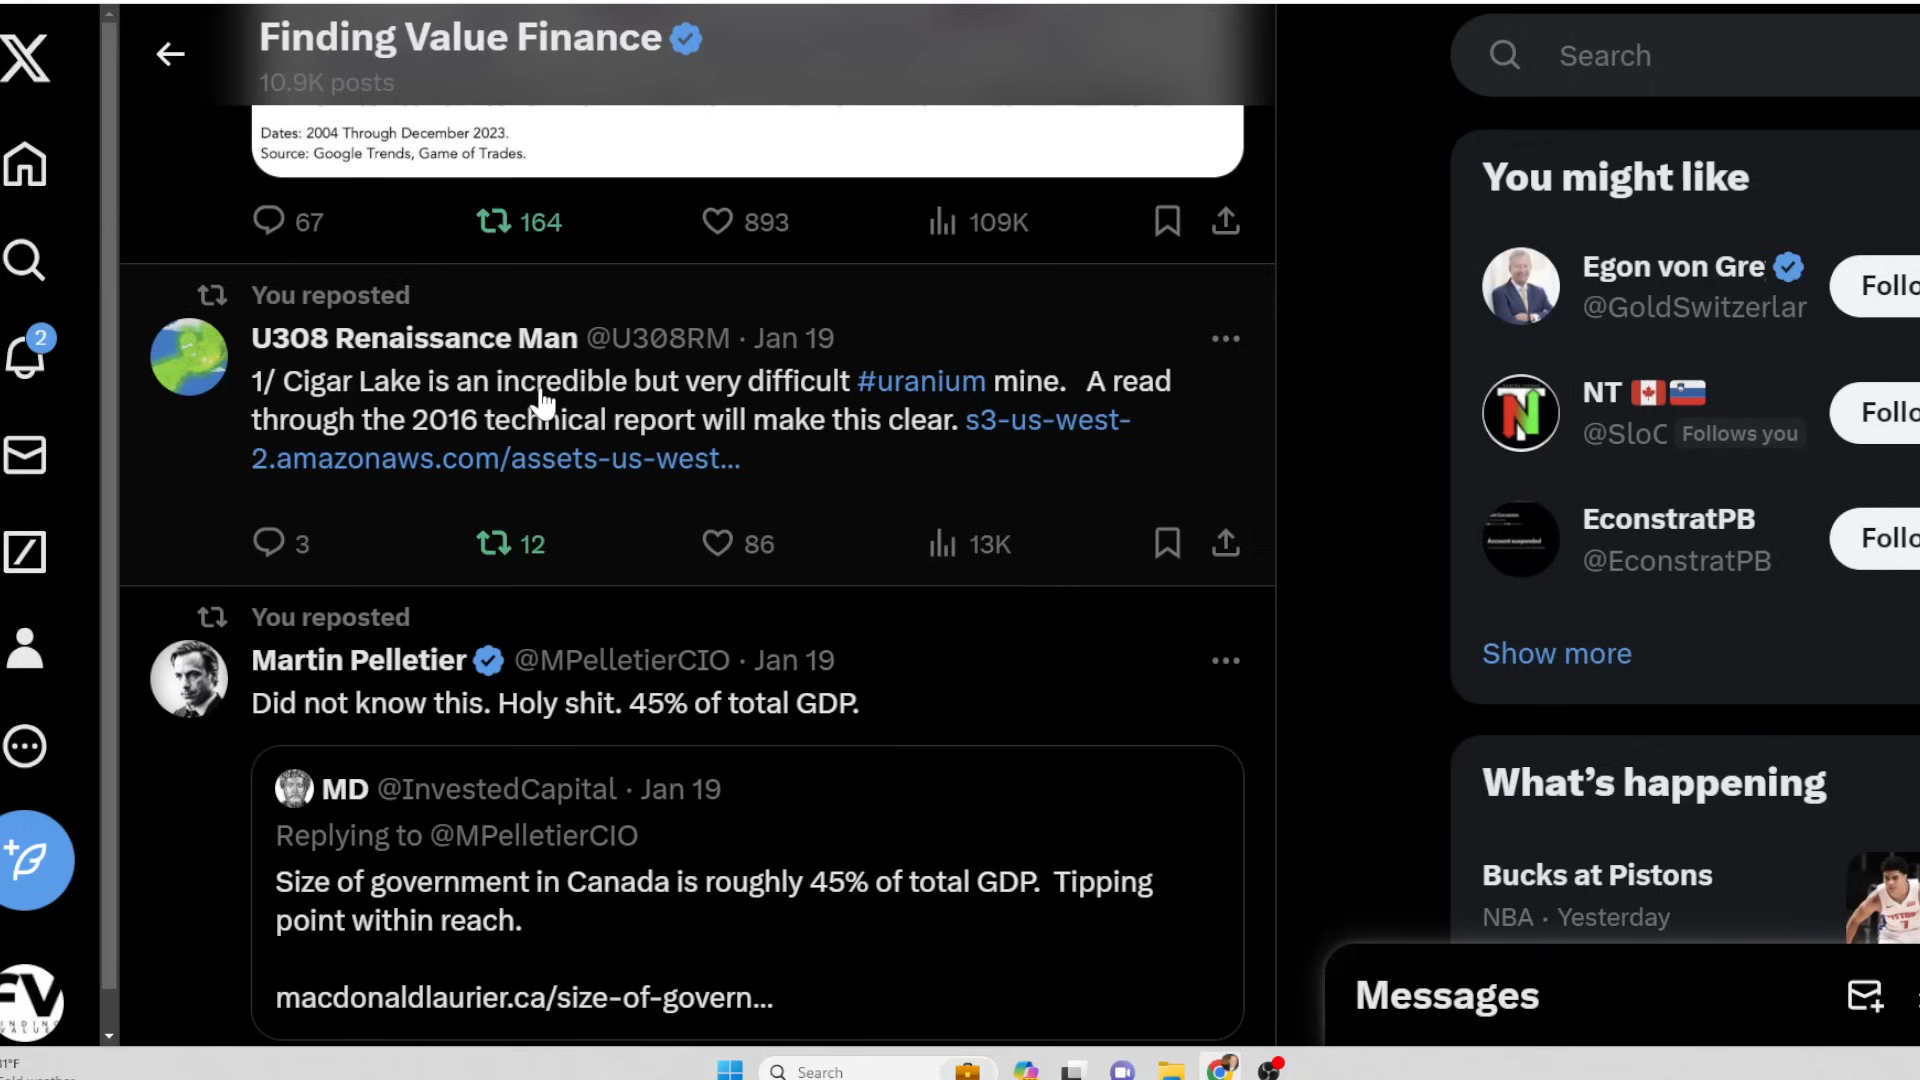 Finding Value Finance
10.9K posts
Search
Dates: 2004 Through December 2023.
Source: Google Trends, Game of Trades.
67 164 893 109K
You reposted
U308 Renaissance Man @U308RM · Jan 19
1/ Cigar Lake is an incredible but very difficult #uranium mine. A read
through the 2016 technical report will make this clear. s3-us-west-
2.amazonaws.com/assets-us-west...
3 12 86 13K
You reposted
Martin Pelletier @MPelletierCIO · Jan 19
Did not know this. Holy shit. 45% of total GDP.
MD @InvestedCapital · Jan 19
Replying to @MPelletierCIO
Size of government in Canada is roughly 45% of total GDP. Tipping
point within reach.
macdonaldlaurier.ca/size-of-govern...
You might like
Egon von Gre
@GoldSwitzerlar
Follo
NT
@SloC Follows you
Follo
EconstratPB
@EconstratPB
Follo
Show more
What's happening
Bucks at Pistons
NBA · Yesterday
Messages
2
FV
Search